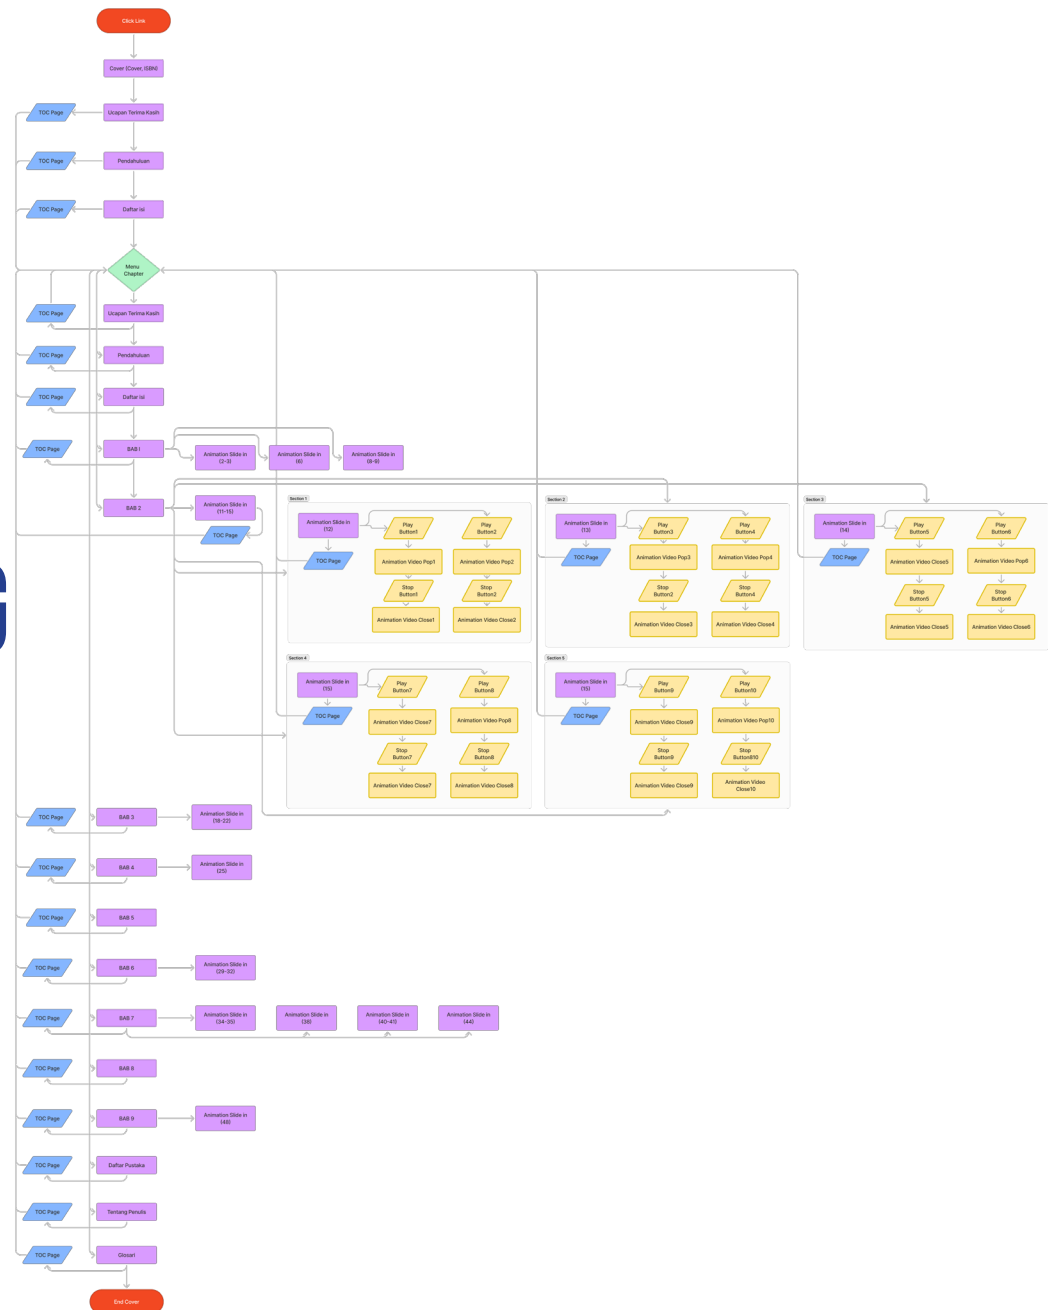 Click Link
Cover (Cover, ISBN)
TOC Page
Ucapan Terima Kasih
TOC Page
Pendahuluan
TOC Page
Daftar isi
Menu
Chapter
TOC Page
Ucapan Terima Kasih
TOC Page
Pendahuluan
TOC Page
Daftar isi
TOC Page
BAB I
Animation Slide in
(2-3)
Animation Slide in
(6)
Animation Slide in
(8-9)
BAB 2
Animation Slide in
(11-15)
TOC Page
Section 1
Animation Slide in
(12)
TOC Page
Play
Button1
Animation Video Pop1
Stop
Button1
Animation Video Close1
Play
Button2
Animation Video Pop2
Stop
Button2
Animation Video Close2
Section 2
Animation Slide in
(13)
TOC Page
Play
Button3
Animation Video Pop3
Stop
Button2
Animation Video Close3
Play
Button4
Animation Video Pop4
Stop
Button4
Animation Video Close4
Section 3
Animation Slide in
(14)
TOC Page
Play
Button5
Animation Video Close5
Stop
Button5
Animation Video Close5
Play
Button6
Animation Video Pop6
Stop
Button6
Animation Video Close6
Section 4
Animation Slide in
(15)
TOC Page
Play
Button7
Animation Video Close7
Stop
Button7
Animation Video Close7
Play
Button8
Animation Video Pop8
Stop
Button8
Animation Video Close8
Section 5
Animation Slide in
(15)
TOC Page
Play
Button9
Animation Video Close9
Stop
Button9
Animation Video Close9
Play
Button10
Animation Video Pop10
Stop
Button810
Animation Video
Close10
TOC Page
BAB 3
Animation Slide in
(18-22)
TOC Page
BAB 4
Animation Slide in
(25)
TOC Page
BAB 5
TOC Page
BAB 6
Animation Slide in
(29-32)
TOC Page
BAB 7
Animation Slide in
(34-35)
Animation Slide in
(38)
Animation Slide in
(40-41)
Animation Slide in
(44)
TOC Page
BAB 8
TOC Page
BAB 9
Animation Slide in
(48)
TOC Page
Daftar Pustaka
TOC Page
Tentang Penulis
TOC Page
Glosari
End Cover